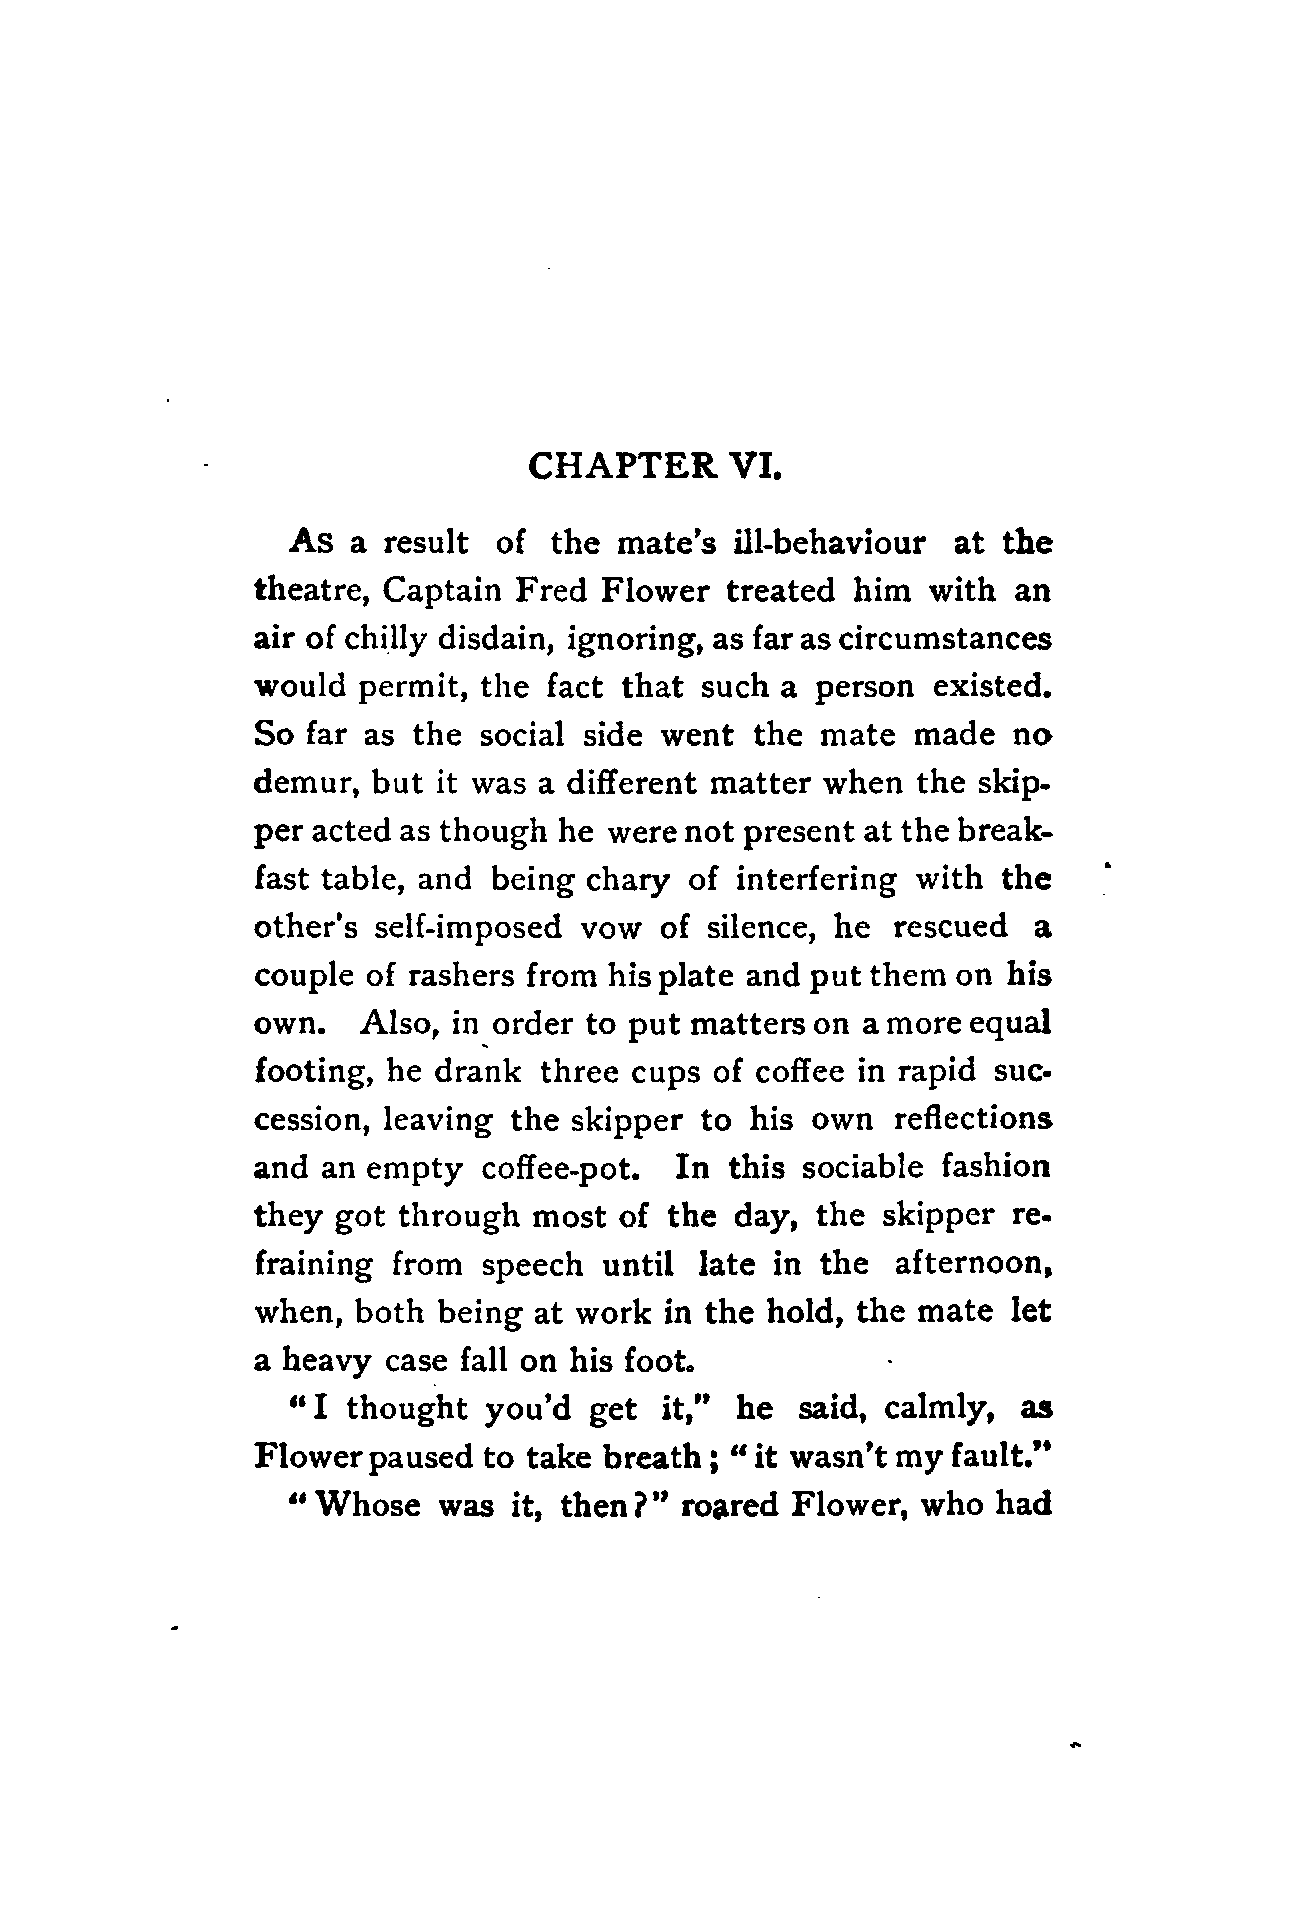 CHAPTER VI.
As a result of the mate's ill-behaviour at the
theatre, Captain Fred Flower treated him with an
air of chilly disdain, ignoring, as far as circumstances
would permit, the fact that such a person existed.
So far as the social side went the mate made no
demur, but it was a different matter when the skip-
per acted as though he were not present at the break-
fast table, and being chary of interfering with the
other's self-imposed vow of silence, he rescued a
couple of rashers from his plate and put them on his
own. Also, in order to put matters on a more equal
footing, he drank three cups of coffee in rapid suc-
cession, leaving the skipper to his own reflections
and an empty coffee-pot. In this sociable fashion
they got through most of the day, the skipper re-
fraining from speech until late in the afternoon,
when, both being at work in the hold, the mate let
a heavy case fall on his foot.
"I thought you'd get it," he said, calmly, as
Flower paused to take breath; "it wasn't my fault."
"Whose was it, then?" roared Flower, who had